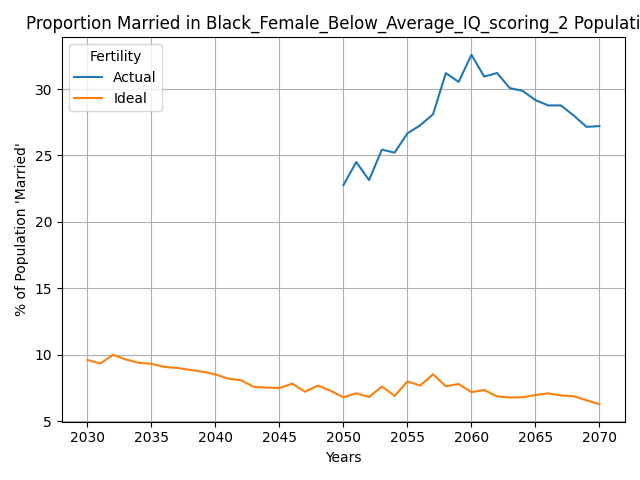 Proportion Married in Black_Female_Below_Average_IQ_scoring_2 Populati
Fertility
Actual
Ideal
% of Population 'Married'
30
25
20
15
10
5
2030 2035 2040 2045 2050 2055 2060 2065 2070
Years